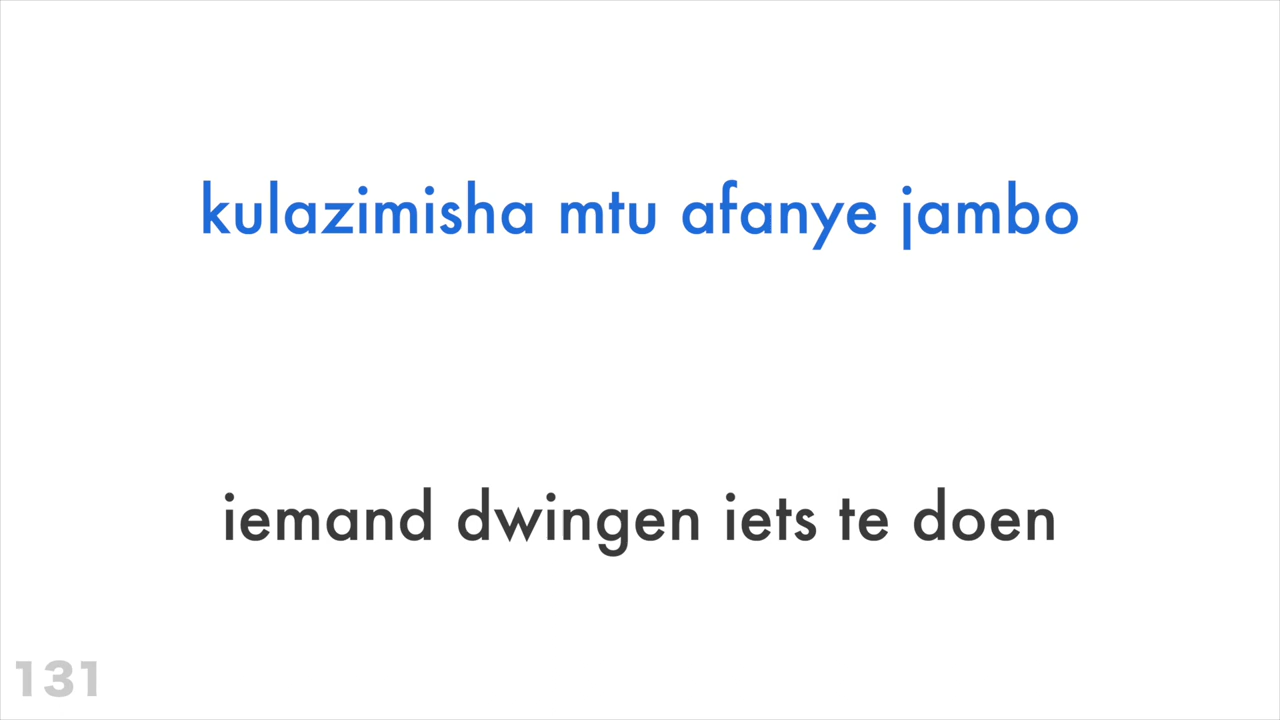 kulazimisha mtu afanye jambo
iemand dwingen iets te doen
131